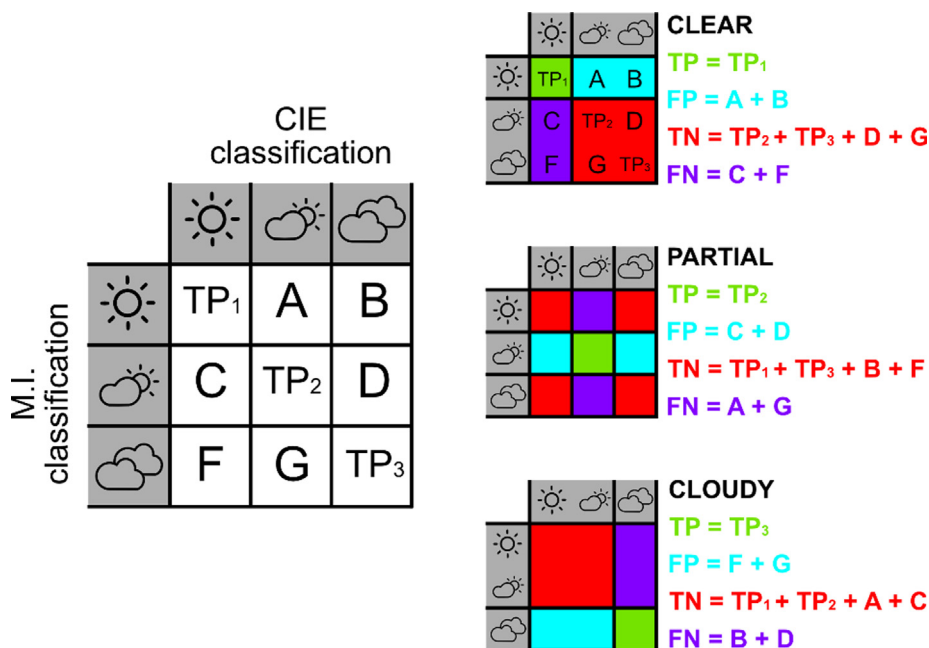 CIE
classification
M.I.
classification
TP₁ A B
C TP₂ D
F G TP₃
CLEAR
TP₁ A B
C TP₂ D
F G TP₃
TP = TP₁
FP = A + B
TN = TP₂ + TP₃ + D + G
FN = C + F
PARTIAL
TP = TP₂
FP = C + D
TN = TP₁ + TP₃ + B + F
FN = A + G
CLOUDY
TP = TP₃
FP = F + G
TN = TP₁ + TP₂ + A + C
FN = B + D